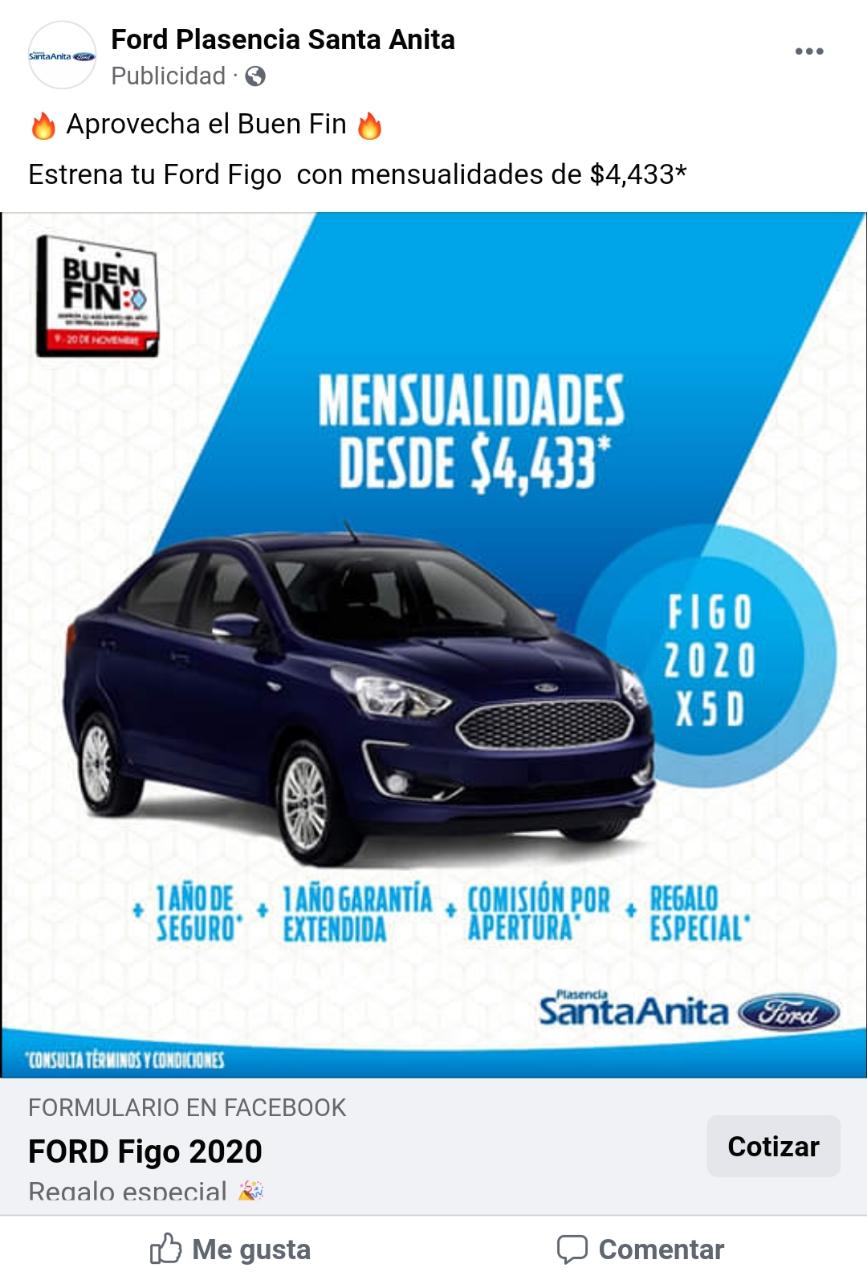 Ford Plasencia Santa Anita
Publicidad ·
🔥 Aprovecha el Buen Fin 🔥
Estrena tu Ford Figo con mensualidades de $4,433*
BUEN
FIN
9 - 20 DE NOVIEMBRE
MENSUALIDADES
DESDE $4,433*
FIGO
2020
X5D
+ 1 AÑO DE SEGURO* + 1 AÑO GARANTÍA EXTENDIDA + COMISIÓN POR APERTURA* + REGALO ESPECIAL*
Plasencia
SantaAnita Ford
*CONSULTA TÉRMINOS Y CONDICIONES
FORMULARIO EN FACEBOOK
FORD Figo 2020
Cotizar
Regalo especial 🎉
Me gusta
Comentar